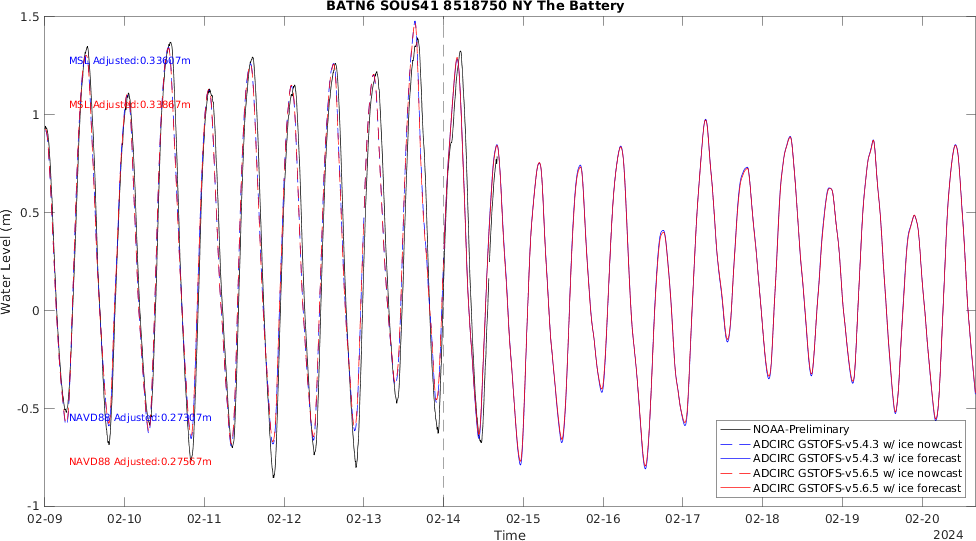 BATN6 SOUS41 8518750 NY The Battery
1.5
1
0.5
0
-0.5
-1
Water Level (m)
MSL Adjusted:0.33607m
MSL Adjusted:0.33867m
NAVD88 Adjusted:0.27307m
NAVD88 Adjusted:0.27567m
NOAA-Preliminary
ADCIRC GSTOFS-v5.4.3 w/ ice nowcast
ADCIRC GSTOFS-v5.4.3 w/ ice forecast
ADCIRC GSTOFS-v5.6.5 w/ ice nowcast
ADCIRC GSTOFS-v5.6.5 w/ ice forecast
02-09 02-10 02-11 02-12 02-13 02-14 02-15 02-16 02-17 02-18 02-19 02-20
Time
2024